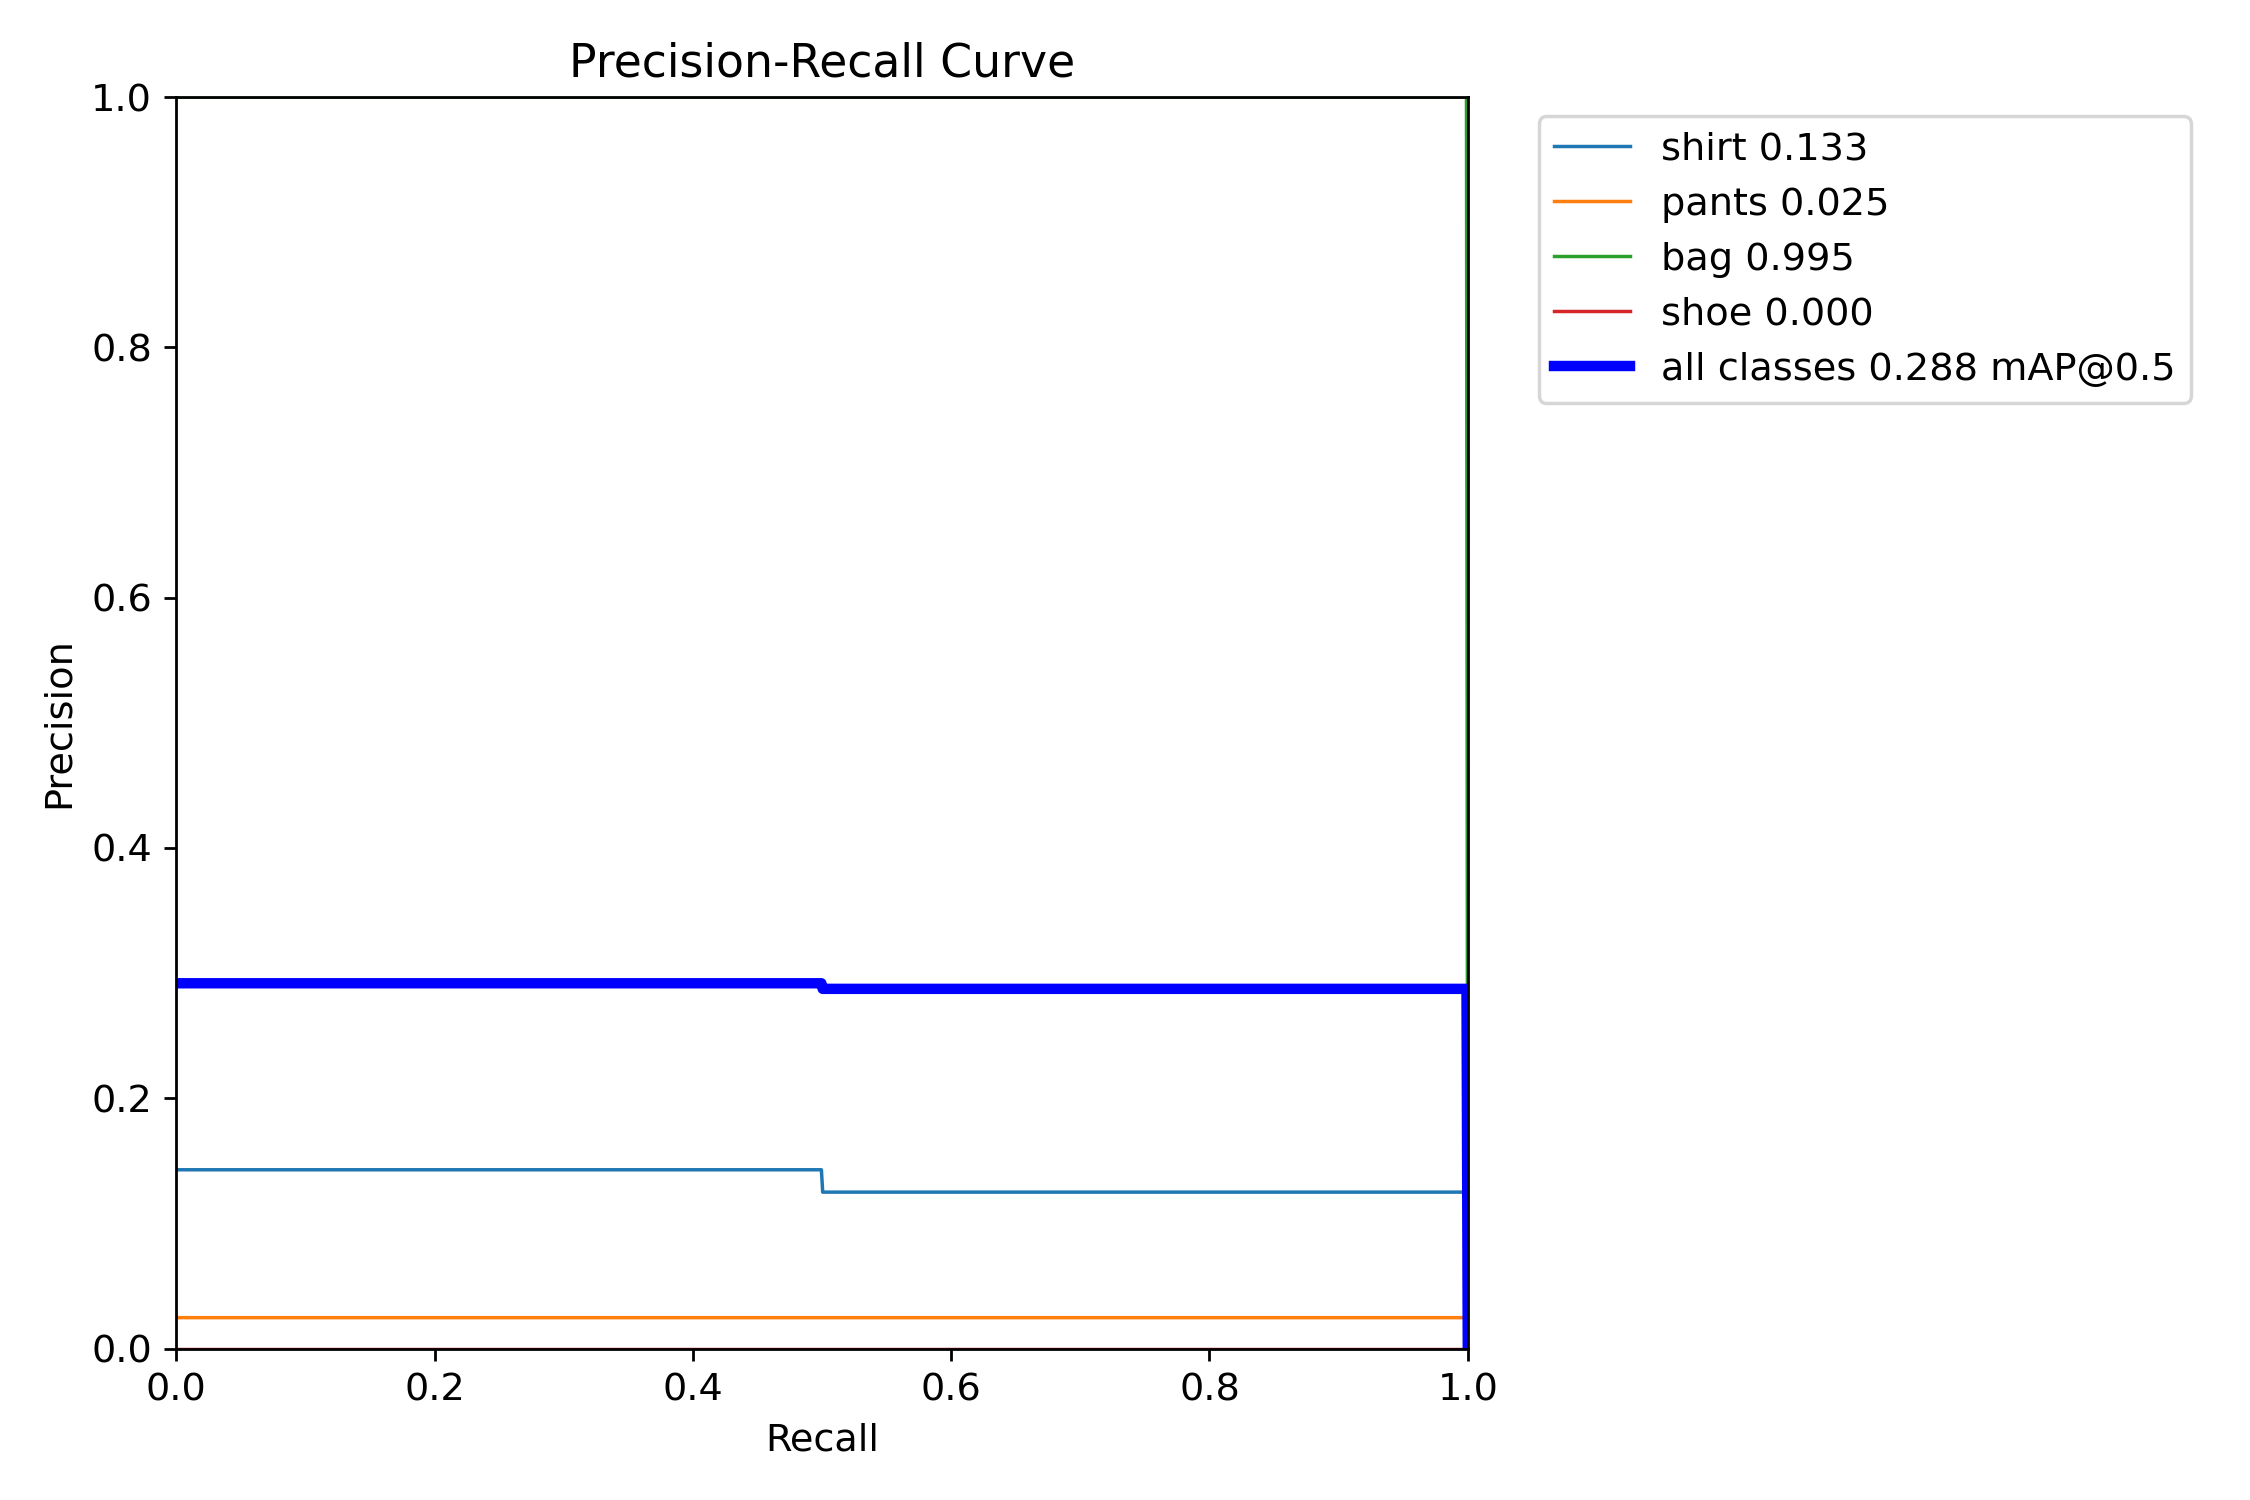 Precision-Recall Curve
1.0
0.8
0.6
0.4
0.2
0.0
Precision
0.0 0.2 0.4 0.6 0.8 1.0
Recall
shirt 0.133
pants 0.025
bag 0.995
shoe 0.000
all classes 0.288 mAP@0.5